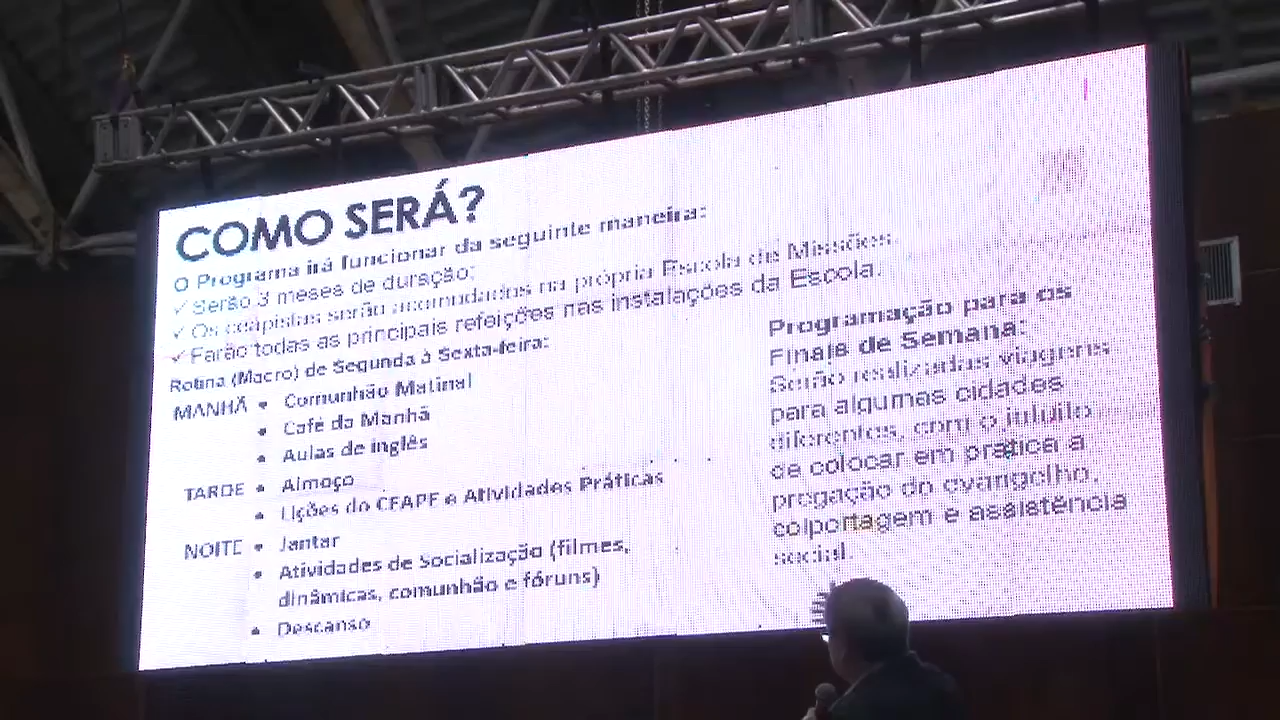 COMO SERÁ?
O Programa irá funcionar da seguinte maneira:
✓ Serão 3 meses de duração;
✓ Os ceapistas serão acomodados na própria Escola de Missões.
✓ Farão todas as principais refeições nas instalações da Escola.
Rotina (Macro) de Segunda à Sexta-feira:
MANHÃ • Comunhão Matinal
• Café da Manhã
• Aulas de inglês
TARDE • Almoço
• Lições do CEAPE e Atividades Práticas
NOITE • Jantar
• Atividades de Socialização (filmes,
dinâmicas, comunhão e fóruns)
• Descanso
Programação para os
Finais de Semana:
Serão realizadas viagens
para algumas cidades
diferentes, com o intuito
de colocar em prática a
pregação do evangelho,
colportagem e assistência
social.